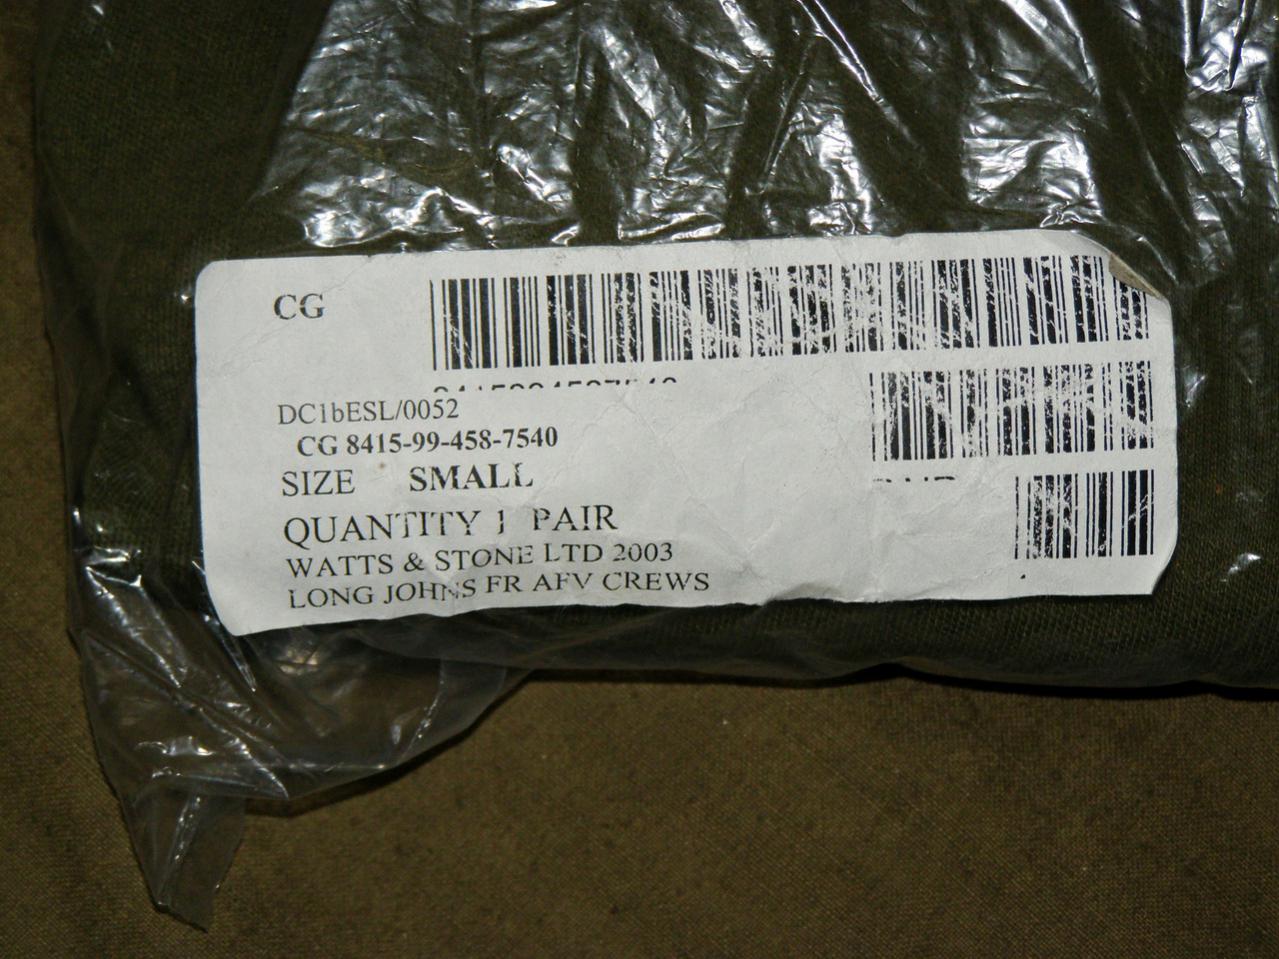 CG
8415994587540
DC1bESL/0052
CG 8415-99-458-7540
SIZE SMALL
QUANTITY 1 PAIR
WATTS & STONE LTD 2003
LONG JOHNS FR AFV CREWS